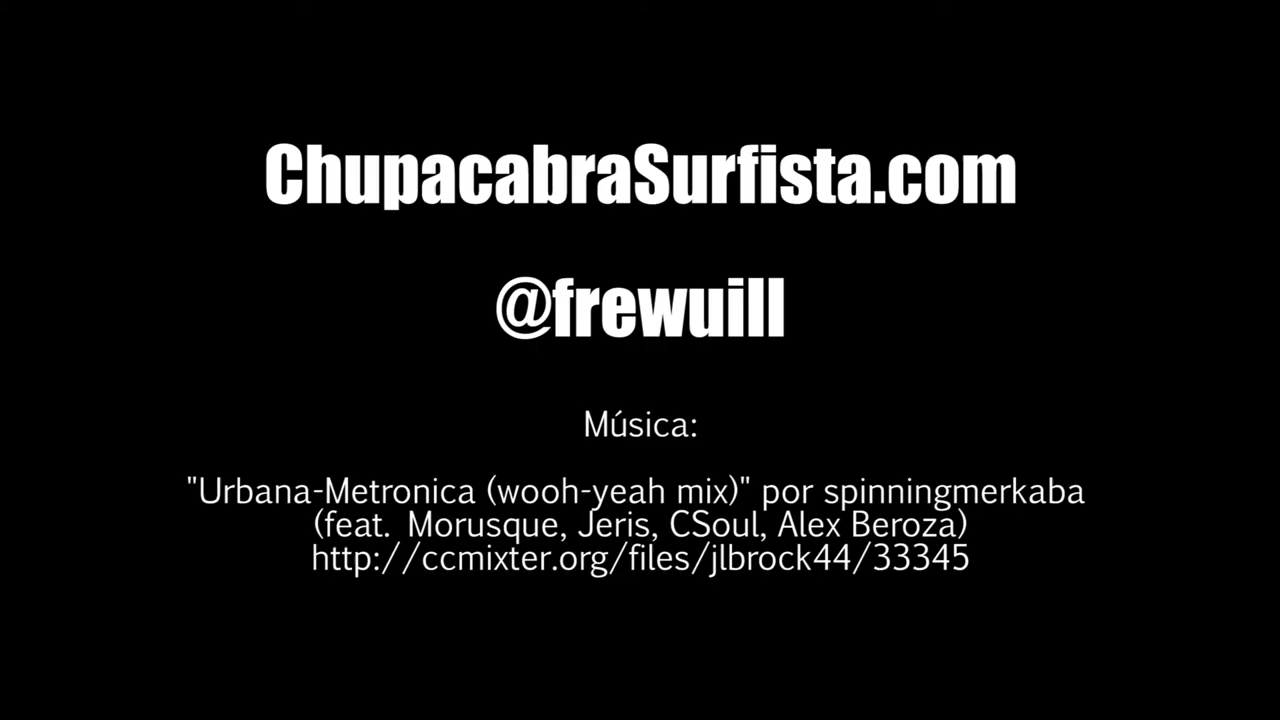 ChupacabraSurfista.com
@frewuill
Música:
"Urbana-Metronica (wooh-yeah mix)" por spinningmerkaba
(feat. Morusque, Jeris, CSoul, Alex Beroza)
http://ccmixter.org/files/jlbrock44/33345